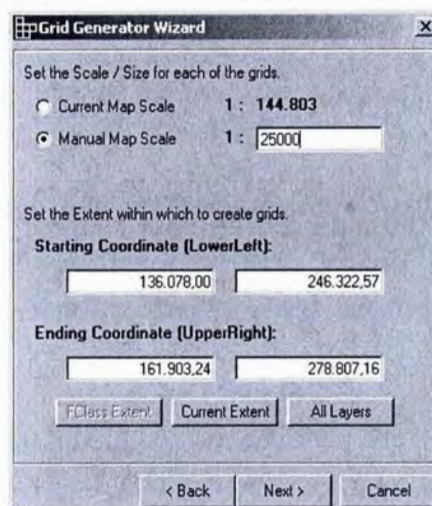 Grid Generator Wizard
Set the Scale / Size for each of the grids.
Current Map Scale 1 : 144.803
Manual Map Scale 1 : 25000
Set the Extent within which to create grids.
Starting Coordinate (LowerLeft):
136.078,00 246.322,57
Ending Coordinate (UpperRight):
161.903,24 278.807,16
FClass Extent Current Extent All Layers
< Back Next > Cancel